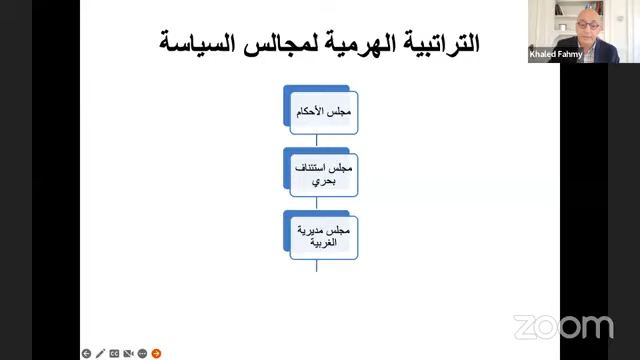 التراتبية الهرمية لمجالس السياسة
Khaled Fahmy
مجلس الأحكام
مجلس استئناف
بحري
مجلس مديرية
الغربية
zoom